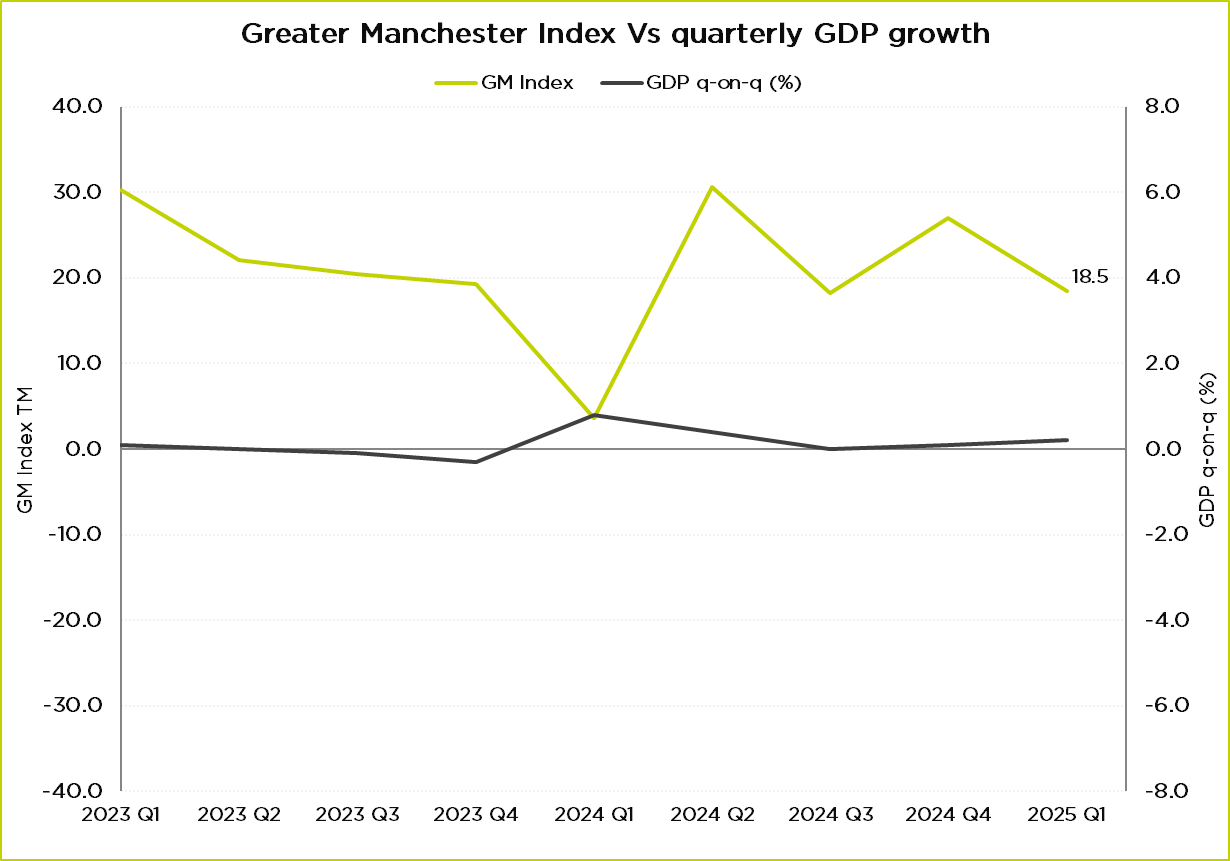 Greater Manchester Index Vs quarterly GDP growth
GM Index GDP q-on-q (%)
40.0 8.0
30.0 6.0
20.0 4.0
18.5
10.0 2.0
0.0 0.0
-10.0 -2.0
-20.0 -4.0
-30.0 -6.0
-40.0 -8.0
GM Index TM
GDP q-on-q (%)
2023 Q1 2023 Q2 2023 Q3 2023 Q4 2024 Q1 2024 Q2 2024 Q3 2024 Q4 2025 Q1